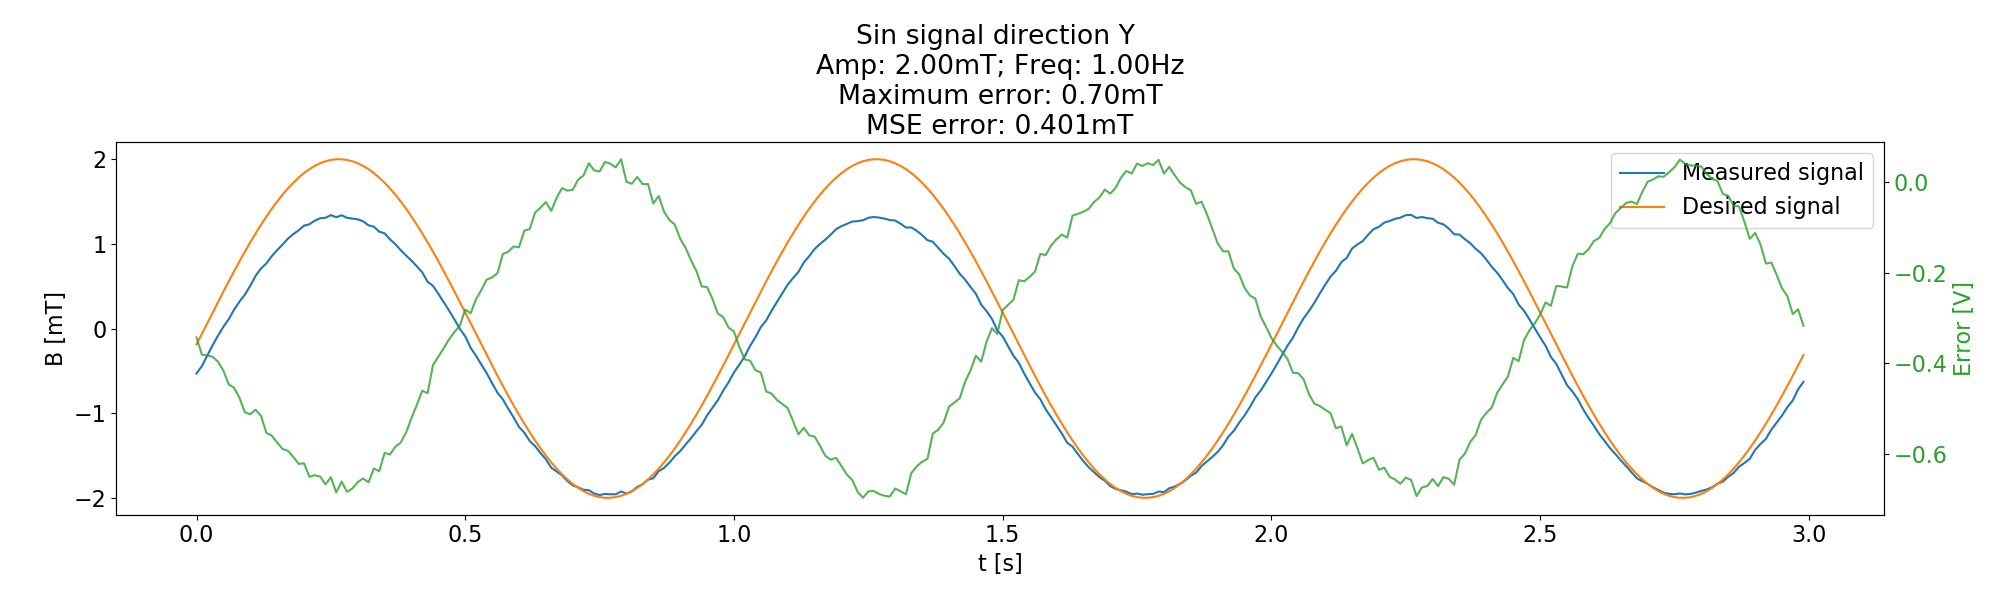 Sin signal direction Y
Amp: 2.00mT; Freq: 1.00Hz
Maximum error: 0.70mT
MSE error: 0.401mT
B [mT]
2
1
0
−1
−2
Measured signal
Desired signal
0.0
−0.2
−0.4
−0.6
Error [V]
0.0
0.5
1.0
1.5
2.0
2.5
3.0
t [s]